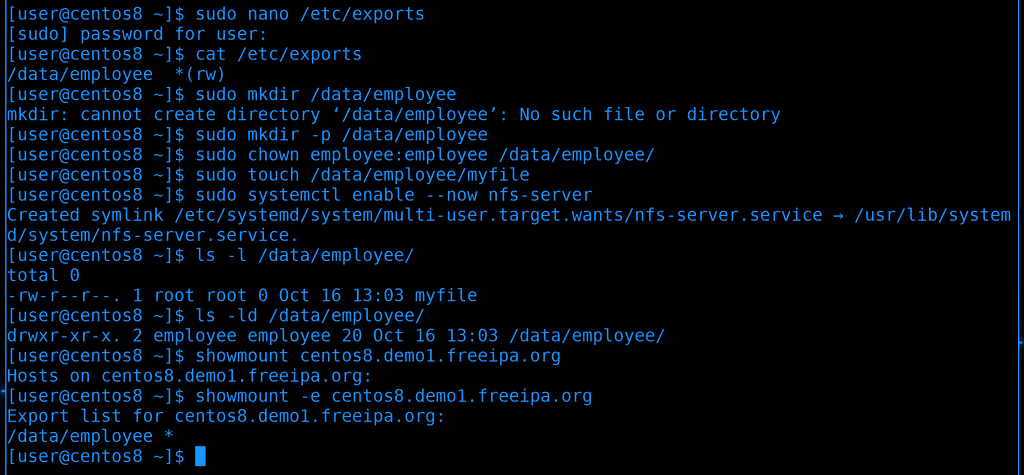 [user@centos8 ~]$ sudo nano /etc/exports
[sudo] password for user:
[user@centos8 ~]$ cat /etc/exports
/data/employee  *(rw)
[user@centos8 ~]$ sudo mkdir /data/employee
mkdir: cannot create directory ‘/data/employee’: No such file or directory
[user@centos8 ~]$ sudo mkdir -p /data/employee
[user@centos8 ~]$ sudo chown employee:employee /data/employee/
[user@centos8 ~]$ sudo touch /data/employee/myfile
[user@centos8 ~]$ sudo systemctl enable --now nfs-server
Created symlink /etc/systemd/system/multi-user.target.wants/nfs-server.service → /usr/lib/system
d/system/nfs-server.service.
[user@centos8 ~]$ ls -l /data/employee/
total 0
-rw-r--r--. 1 root root 0 Oct 16 13:03 myfile
[user@centos8 ~]$ ls -ld /data/employee/
drwxr-xr-x. 2 employee employee 20 Oct 16 13:03 /data/employee/
[user@centos8 ~]$ showmount centos8.demo1.freeipa.org
Hosts on centos8.demo1.freeipa.org:
[user@centos8 ~]$ showmount -e centos8.demo1.freeipa.org
Export list for centos8.demo1.freeipa.org:
/data/employee *
[user@centos8 ~]$